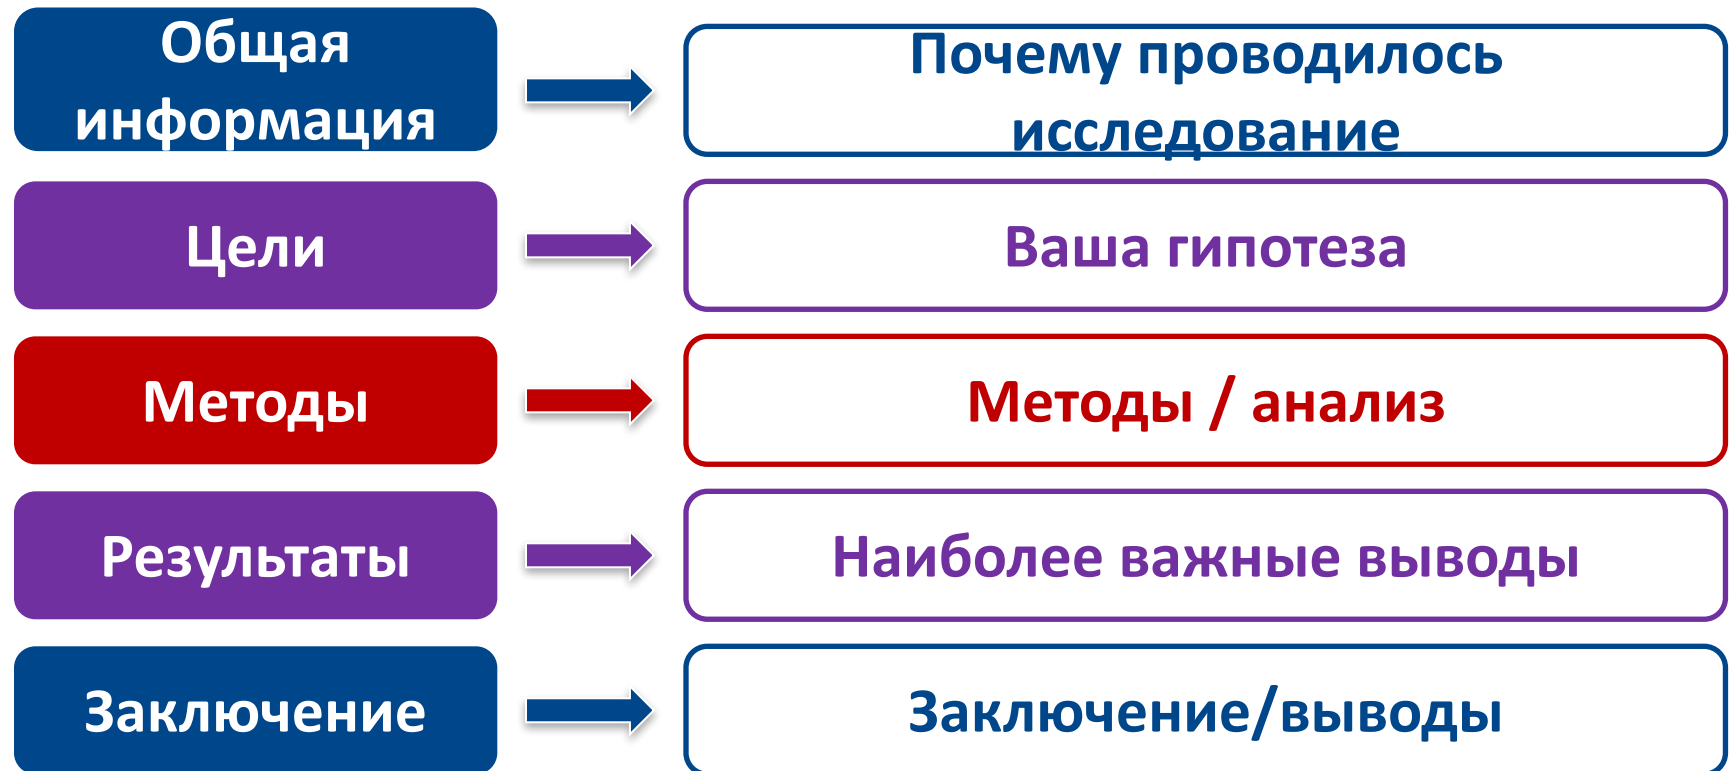 Общая
информация
Почему проводилось
исследование
Цели
Ваша гипотеза
Методы
Методы / анализ
Результаты
Наиболее важные выводы
Заключение
Заключение/выводы